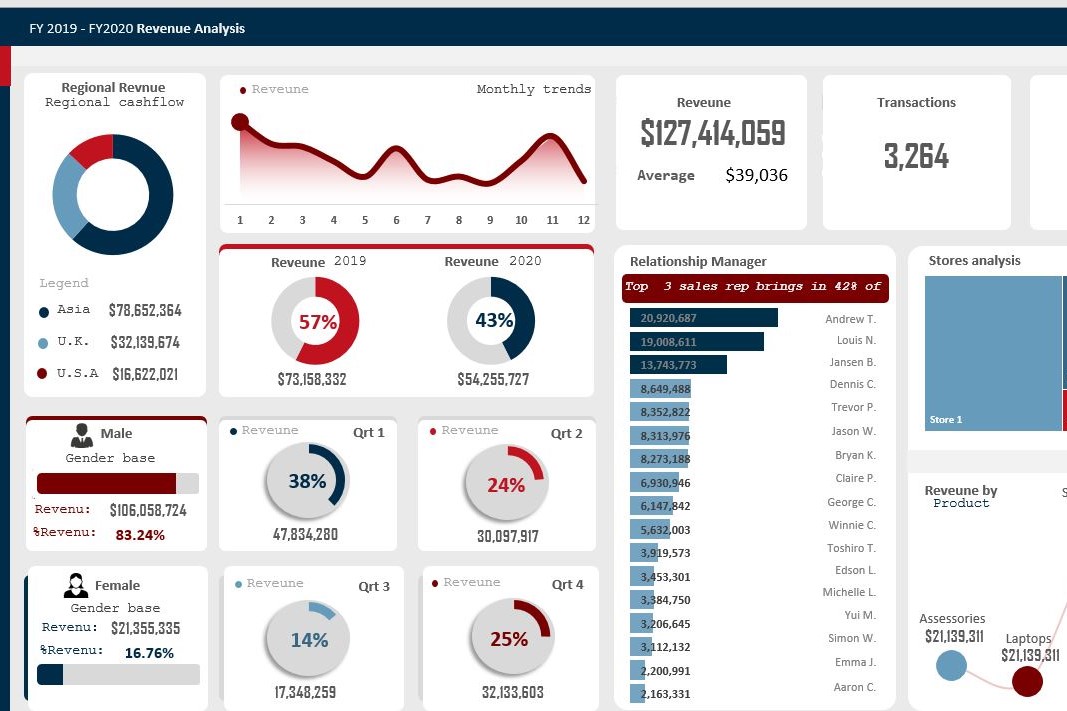 FY 2019 - FY2020 Revenue Analysis
Regional Revnue
Regional cashflow
Legend
Asia $78,652,364
U.K. $32,139,674
U.S.A $16,622,021
Reveune
Monthly trends
1 2 3 4 5 6 7 8 9 10 11 12
Reveune
$127,414,059
Average $39,036
Transactions
3,264
Reveune 2019
57%
$73,158,332
Reveune 2020
43%
$54,255,727
Male
Gender base
Revenu: $106,058,724
%Revenu: 83.24%
Female
Gender base
Revenu: $21,355,335
%Revenu: 16.76%
Reveune Qrt 1
38%
47,834,280
Reveune Qrt 2
24%
30,097,917
Reveune Qrt 3
14%
17,348,259
Reveune Qrt 4
25%
32,133,603
Relationship Manager
Top 3 sales rep brings in 42% of
20,920,687 Andrew T.
19,008,611 Louis N.
13,743,773 Jansen B.
8,649,488 Dennis C.
8,352,822 Trevor P.
8,313,976 Jason W.
8,273,188 Bryan K.
6,930,946 Claire P.
6,147,842 George C.
5,632,003 Winnie C.
3,919,573 Toshiro T.
3,453,301 Edson L.
3,384,750 Michelle L.
3,206,645 Yui M.
3,112,132 Simon W.
2,200,991 Emma J.
2,163,331 Aaron C.
Stores analysis
Store 1
Reveune by
Product
S
Assessories
$21,139,311
Laptops
$21,139,311